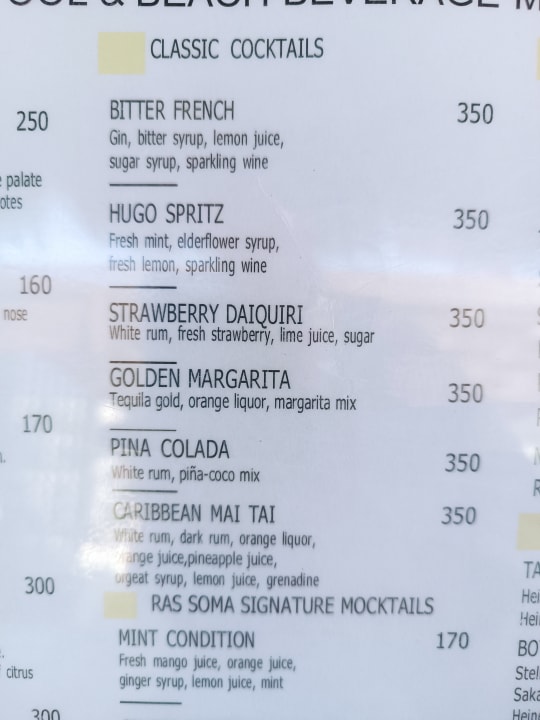 & BEACH BEVERAGE
CLASSIC COCKTAILS
BITTER FRENCH 350
Gin, bitter syrup, lemon juice,
sugar syrup, sparkling wine
HUGO SPRITZ 350
Fresh mint, elderflower syrup,
fresh lemon, sparkling wine
STRAWBERRY DAIQUIRI 350
White rum, fresh strawberry, lime juice, sugar
GOLDEN MARGARITA 350
Tequila gold, orange liquor, margarita mix
PINA COLADA 350
White rum, piña-coco mix
CARIBBEAN MAI TAI 350
White rum, dark rum, orange liquor,
juice,pineapple juice,
orgeat syrup, lemon juice, grenadine
RAS SOMA SIGNATURE MOCKTAILS
MINT CONDITION 170
Fresh mango juice, orange juice,
ginger syrup, lemon juice, mint
250
palate
160
nose
170
300
citrus
300